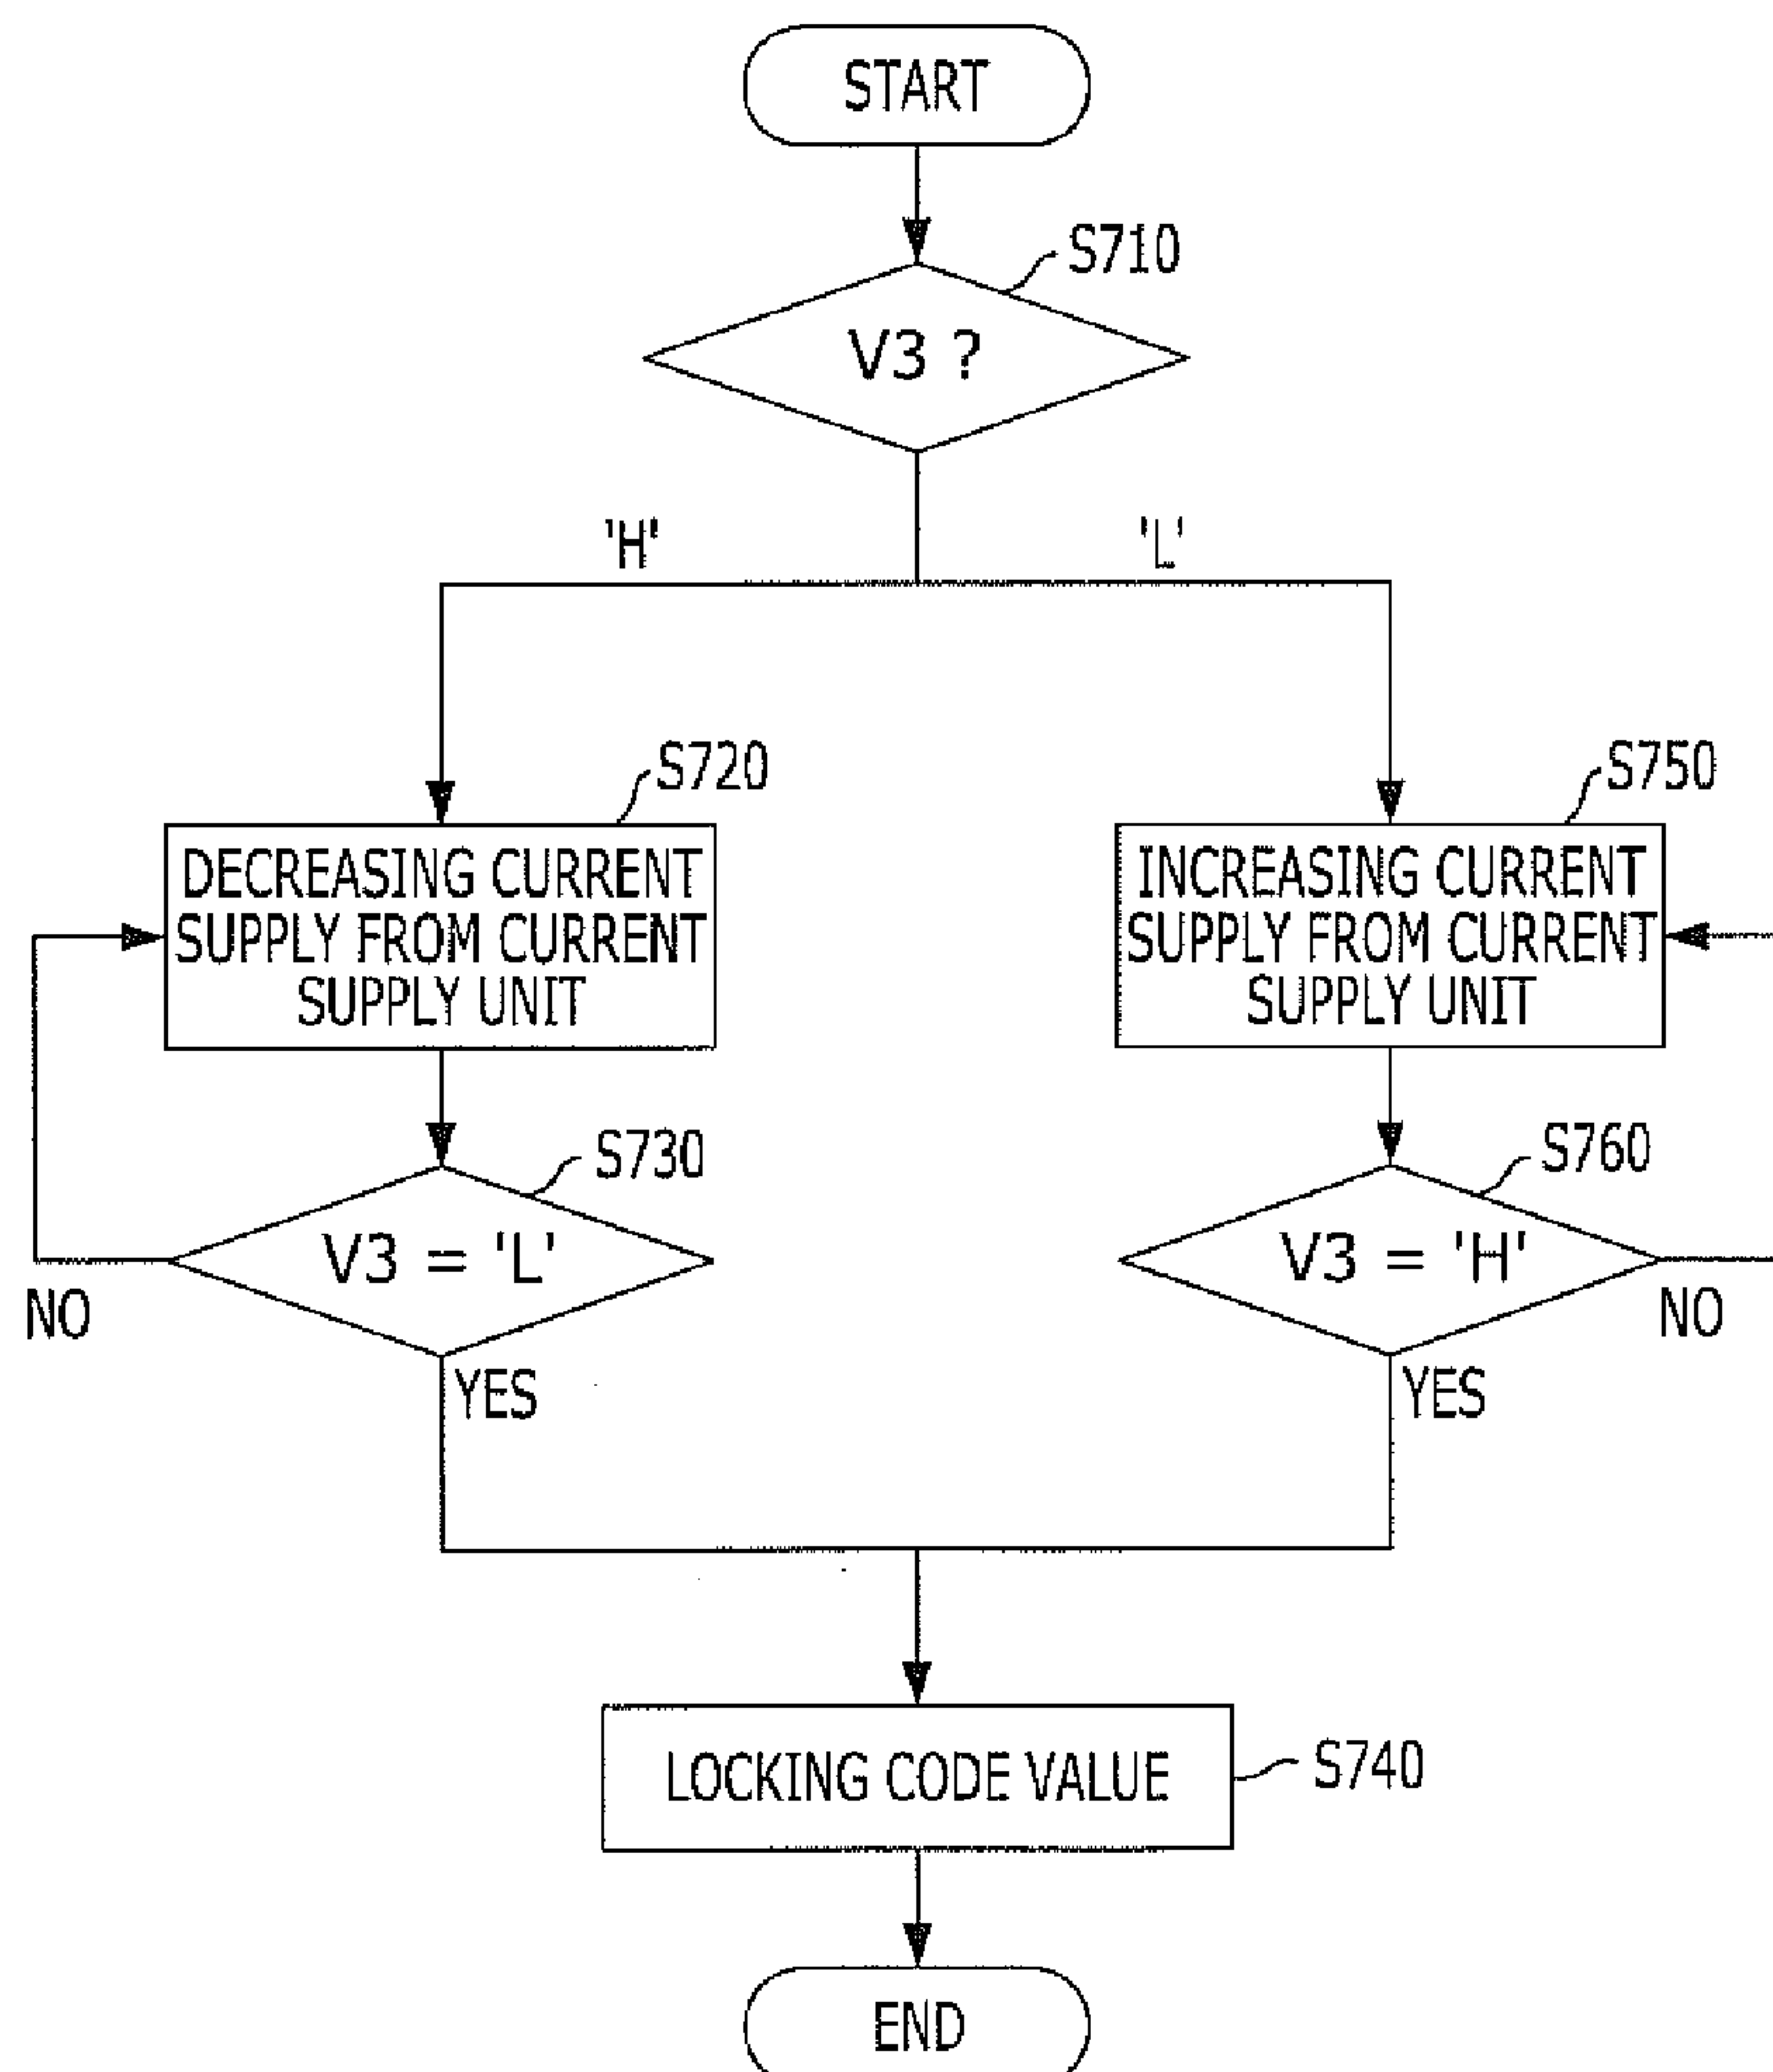 START
S710
V3 ?
'H'
'L'
S720
DECREASING CURRENT
SUPPLY FROM CURRENT
SUPPLY UNIT
S750
INCREASING CURRENT
SUPPLY FROM CURRENT
SUPPLY UNIT
S730
V3 = 'L'
NO
YES
S760
V3 = 'H'
NO
YES
LOCKING CODE VALUE
S740
END